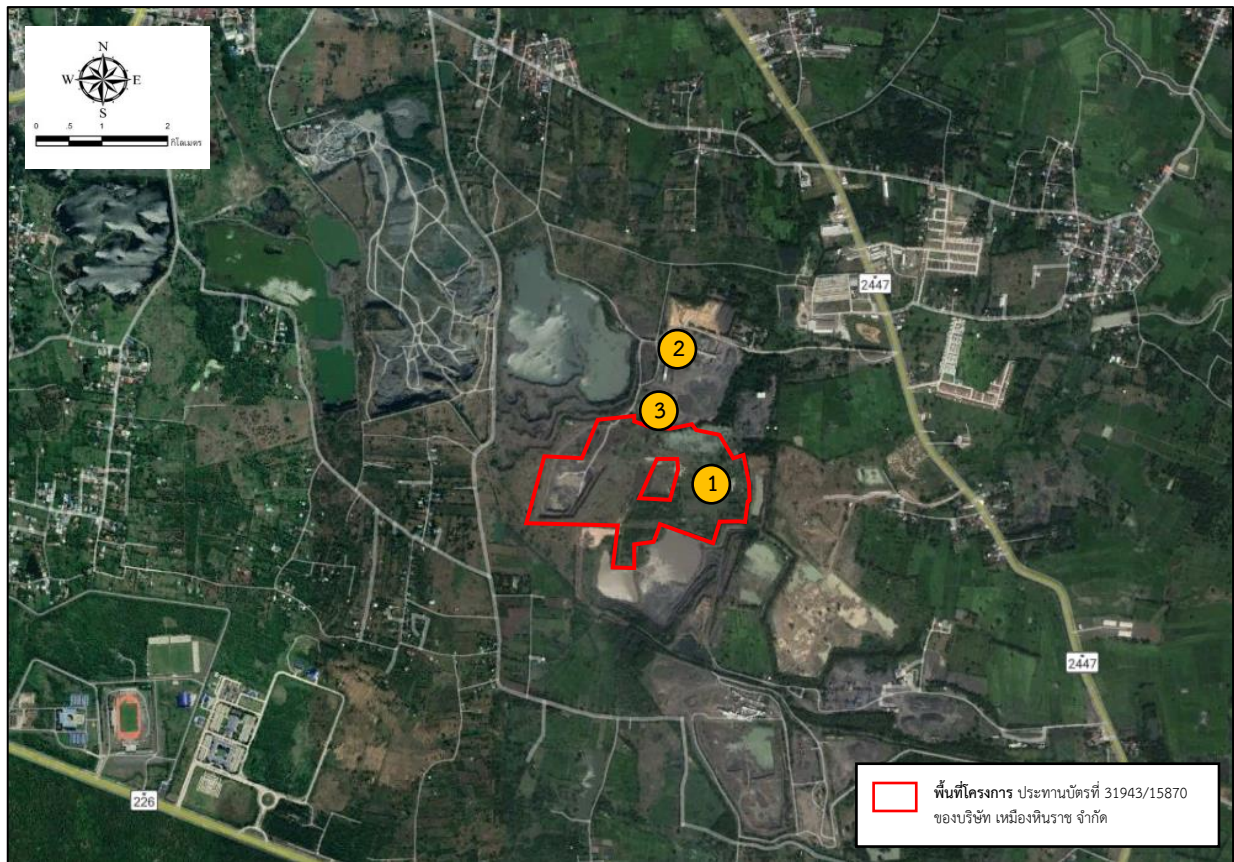 N
W E
S
0 .5 1 2
กิโลเมตร
2447
2
3
1
2447
226
พื้นที่โครงการ ประทานบัตรที่ 31943/15870
ของบริษัท เหมืองหินราช จำกัด